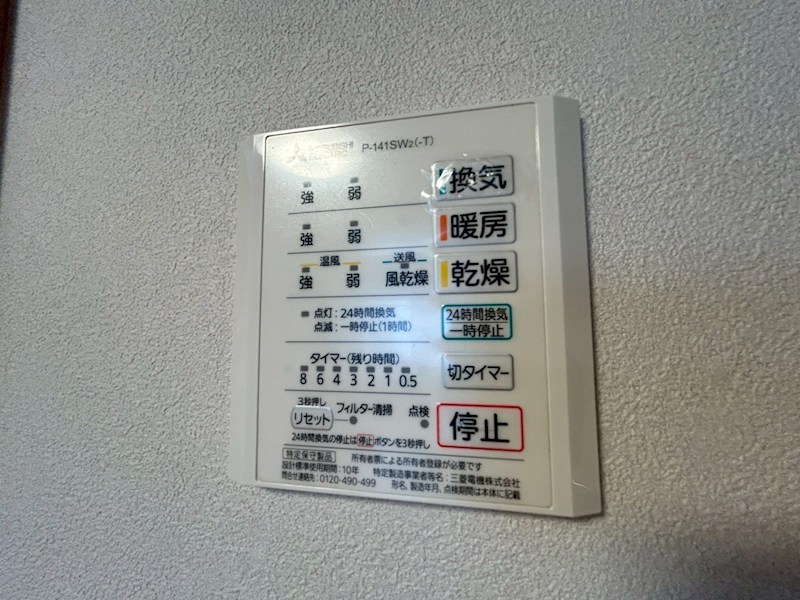 MITSUBISHI P-141SW2(-T)
強 弱 換気
強 弱 暖房
温風 送風
強 弱 風乾燥 乾燥
点灯:24時間換気
点滅:一時停止(1時間)
24時間換気
一時停止
タイマー(残り時間)
8 6 4 3 2 1 0.5
切タイマー
3秒押し
リセット フィルター清掃 点検
停止
24時間換気の停止は停止ボタンを3秒押し
特定保守製品 所有者票による所有者登録が必要です
設計標準使用期間:10年 特定製造事業者等名:三菱電機株式会社
問合せ連絡先:0120-490-499 形名、製造年月、点検期間は本体に記載